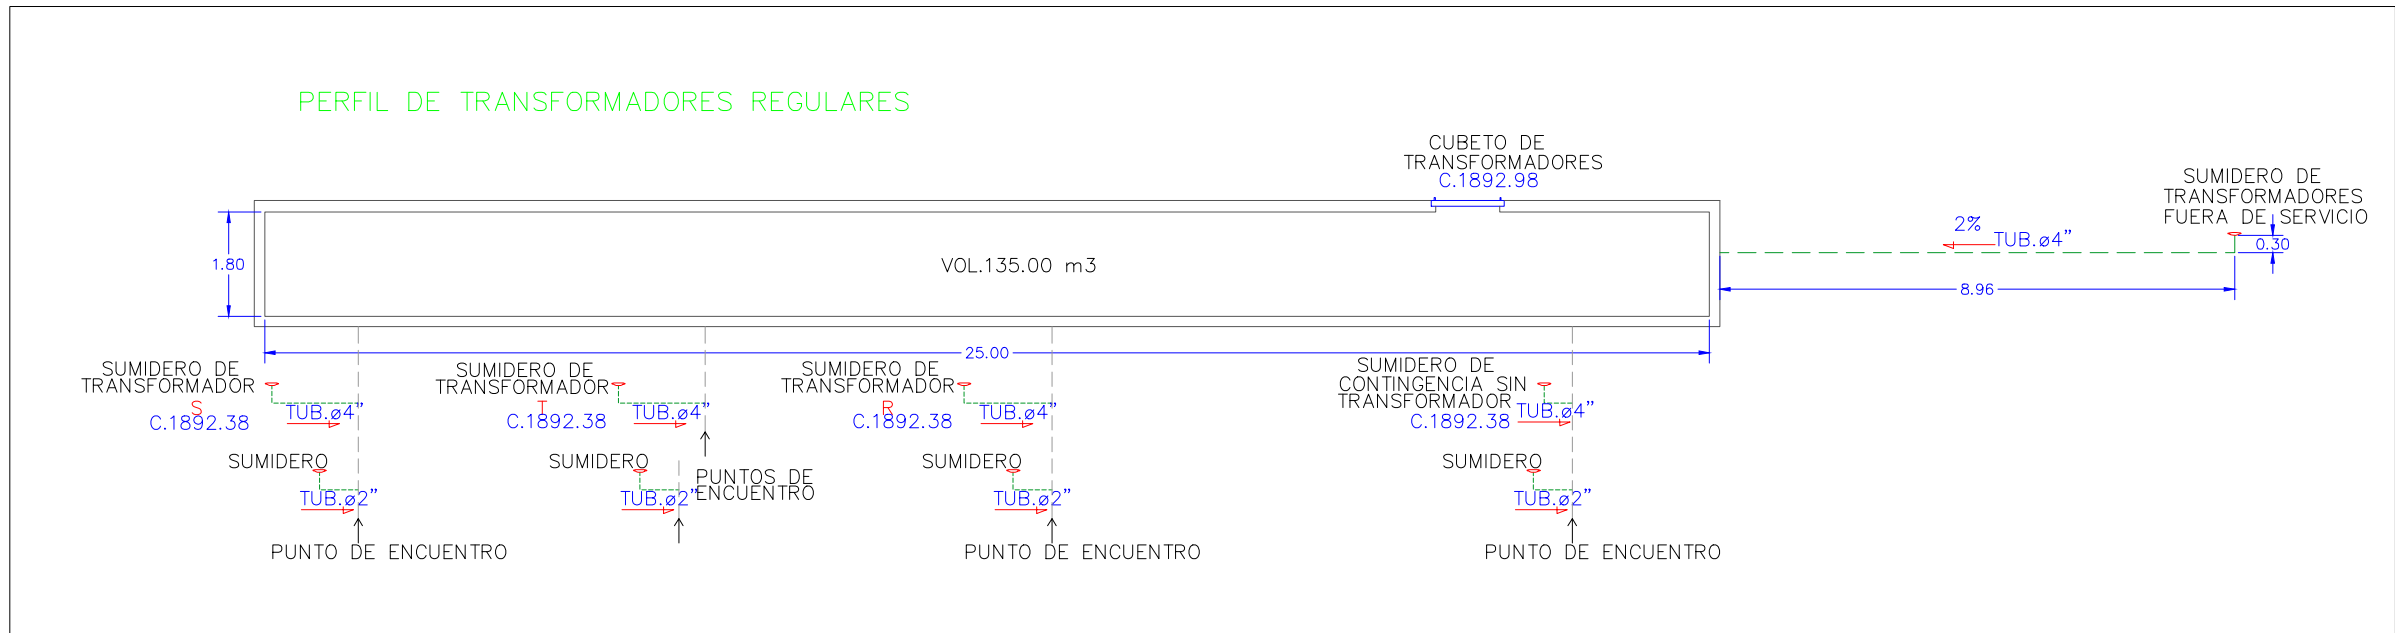 PERFIL DE TRANSFORMADORES REGULARES
CUBETO DE
TRANSFORMADORES
C.1892.98
SUMIDERO DE
TRANSFORMADORES
FUERA DE SERVICIO
2%
TUB.ø4”
0.30
1.80
VOL.135.00 m3
8.96
25.00
SUMIDERO DE
TRANSFORMADOR
S
C.1892.38
TUB.ø4”
SUMIDERO DE
TRANSFORMADOR
T
C.1892.38
TUB.ø4”
SUMIDERO DE
TRANSFORMADOR
R
C.1892.38
TUB.ø4”
SUMIDERO DE
CONTINGENCIA SIN
TRANSFORMADOR
C.1892.38
TUB.ø4”
SUMIDERO
TUB.ø2”
PUNTO DE ENCUENTRO
SUMIDERO
TUB.ø2”
PUNTOS DE
ENCUENTRO
SUMIDERO
TUB.ø2”
PUNTO DE ENCUENTRO
SUMIDERO
TUB.ø2”
PUNTO DE ENCUENTRO